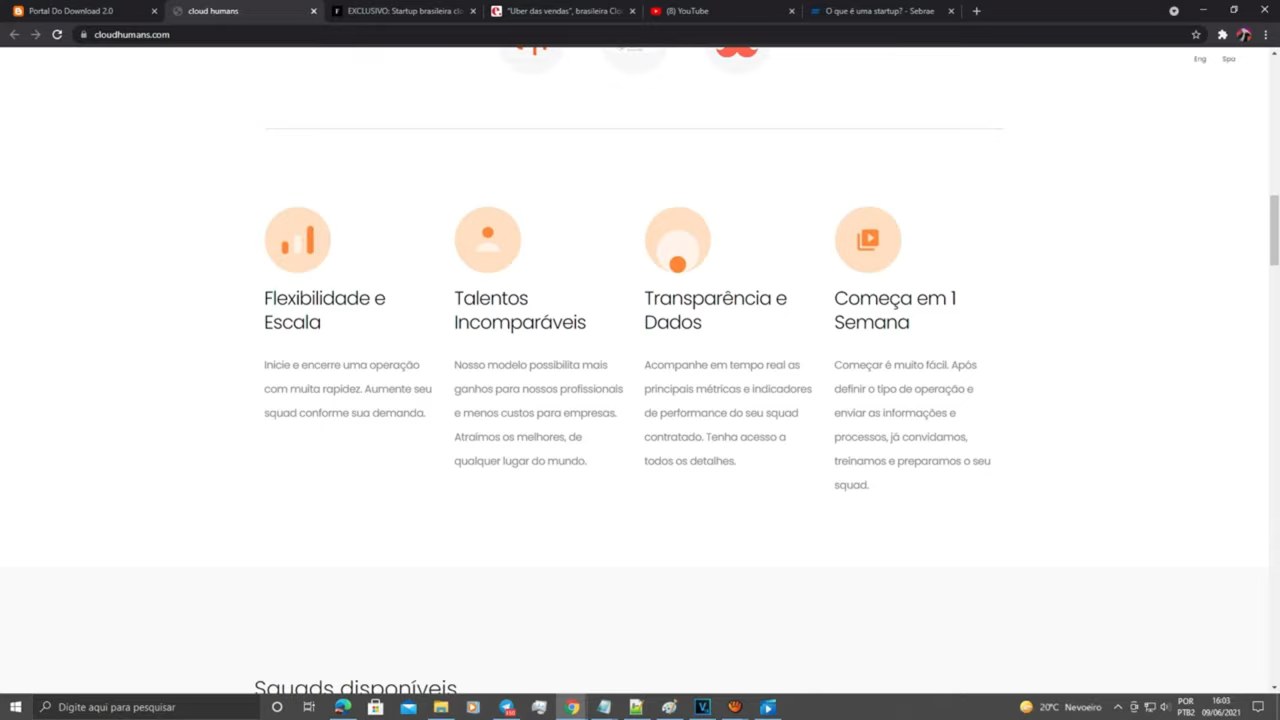 Portal Do Download 2.0
cloud humans
EXCLUSIVO: Startup brasileira clo
"Uber das vendas", brasileira Clo
(8) YouTube
O que é uma startup? - Sebrae
cloudhumans.com
Eng
Spa
Flexibilidade e
Escala
Inicie e encerre uma operação
com muita rapidez. Aumente seu
squad conforme sua demanda.
Talentos
Incomparáveis
Nosso modelo possibilita mais
ganhos para nossos profissionais
e menos custos para empresas.
Atraímos os melhores, de
qualquer lugar do mundo.
Transparência e
Dados
Acompanhe em tempo real as
principais métricas e indicadores
de performance do seu squad
contratado. Tenha acesso a
todos os detalhes.
Começa em 1
Semana
Começar é muito fácil. Após
definir o tipo de operação e
enviar as informações e
processos, já convidamos,
treinamos e preparamos o seu
squad.
Squads disponíveis
Digite aqui para pesquisar
20°C Nevoeiro
POR
PTB2
16:03
09/06/2021